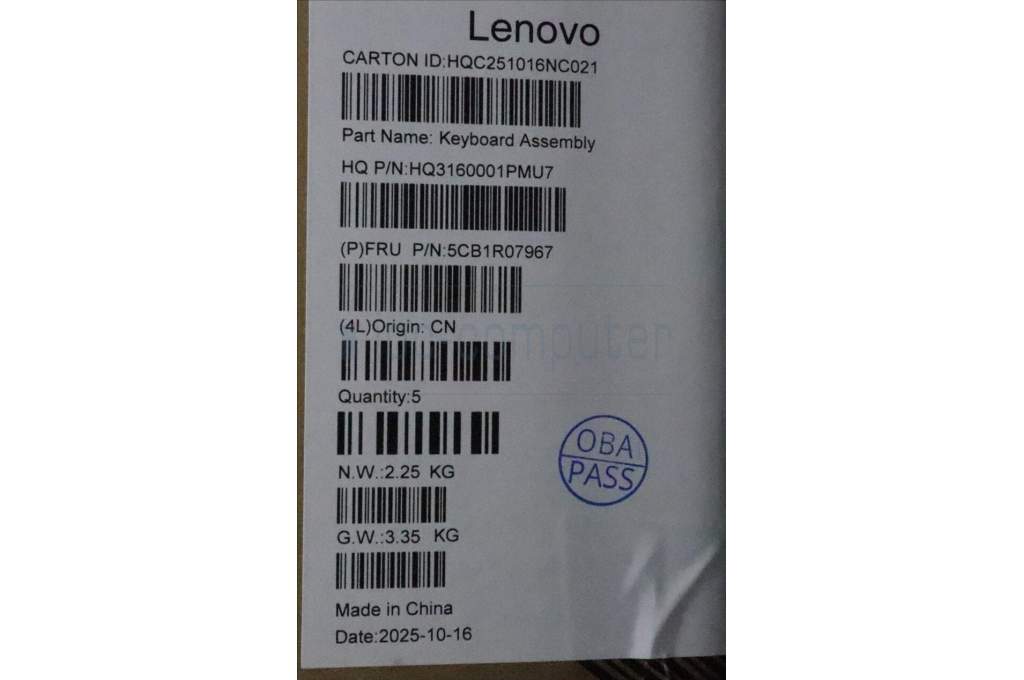 Lenovo
CARTON ID:HQC251016NC021
Part Name: Keyboard Assembly
HQ P/N:HQ3160001PMU7
(P)FRU P/N:5CB1R07967
(4L)Origin: CN
computer
Quantity:5
OBA
PASS
N.W.:2.25 KG
G.W.:3.35 KG
Made in China
Date:2025-10-16